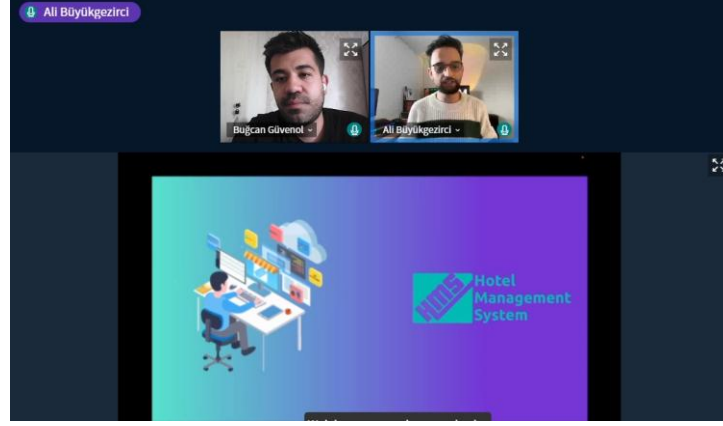 Ali Büyükgezirci
Buğcan Güvenol
Ali Büyükgezirci
HMS
Hotel
Management
System